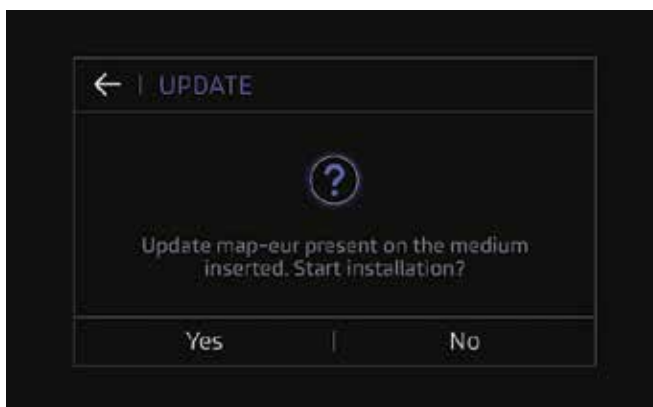 UPDATE
Update map-eur present on the medium
inserted. Start installation?
Yes
No